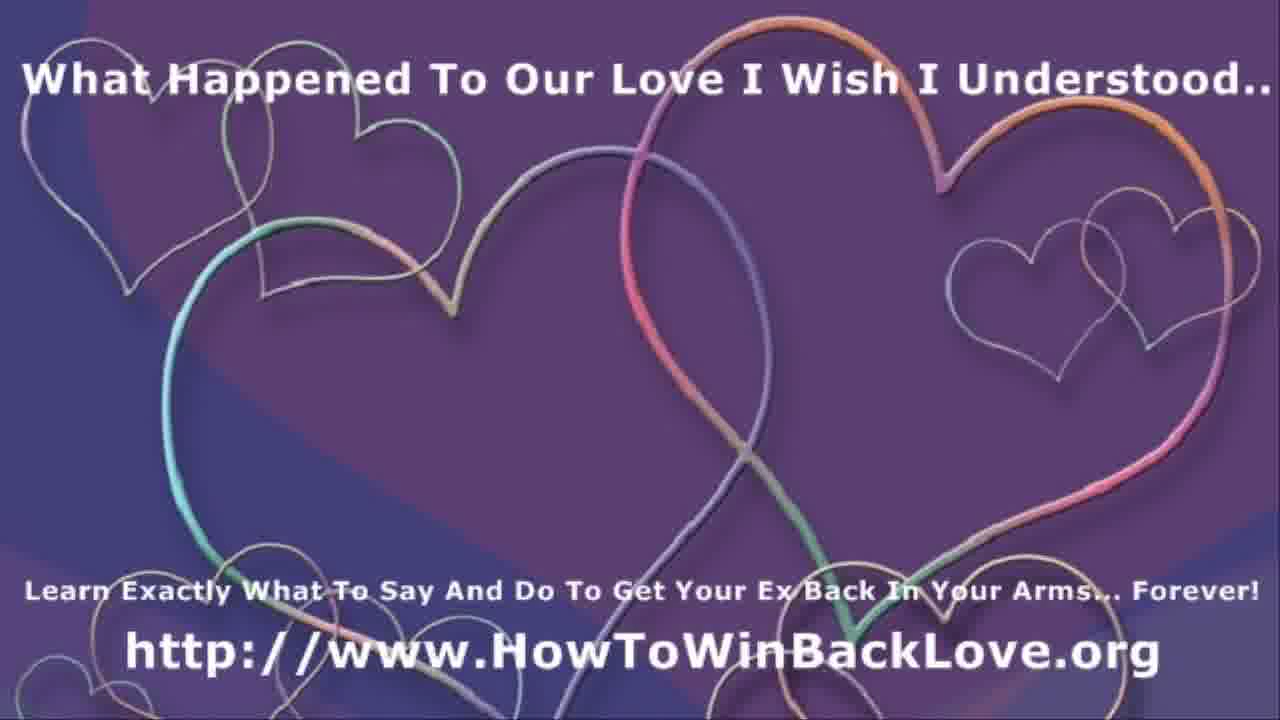 What Happened To Our Love I Wish I Understood..
Learn Exactly What To Say And Do To Get Your Ex Back In Your Arms... Forever!
http://www.HowToWinBackLove.org